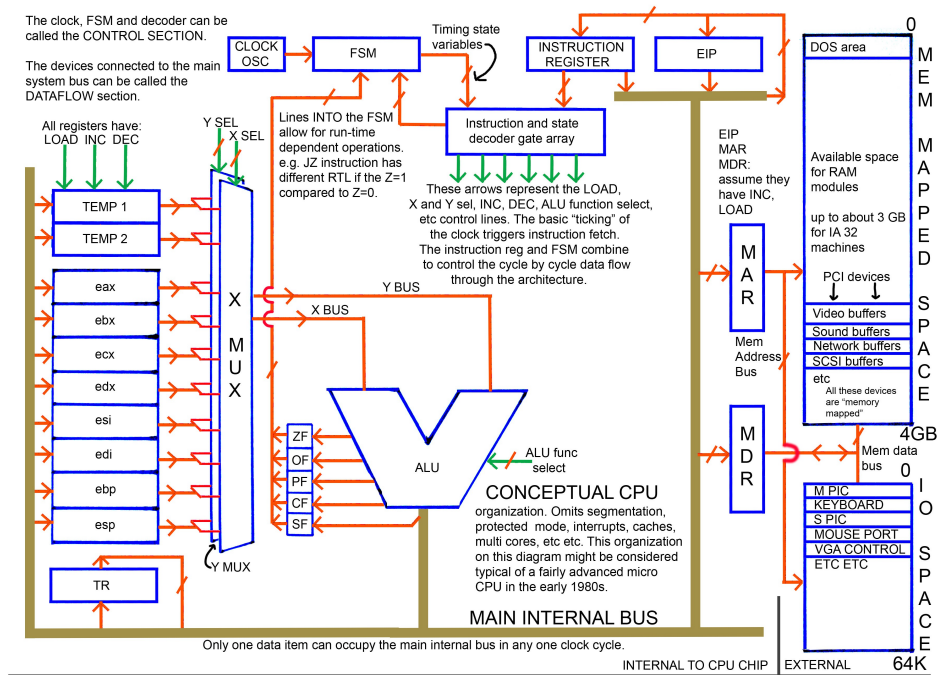 The clock, FSM and decoder can be
called the CONTROL SECTION.
The devices connected to the main
system bus can be called the
DATAFLOW section.
CLOCK
OSC
FSM
Timing state
variables
INSTRUCTION
REGISTER
EIP
0
DOS area
MEM MAPPED SPACE
All registers have:
LOAD INC DEC
Y SEL
X SEL
Lines INTO the FSM
allow for run-time
dependent operations.
e.g. JZ instruction has
different RTL if the Z=1
compared to Z=0.
Instruction and state
decoder gate array
These arrows represent the LOAD,
X and Y sel, INC, DEC, ALU function select,
etc control lines. The basic “ticking” of
the clock triggers instruction fetch.
The instruction reg and FSM combine
to control the cycle by cycle data flow
through the architecture.
EIP
MAR
MDR:
assume they
have INC,
LOAD
Available space
for RAM
modules
up to about 3 GB
for IA 32
machines
PCI devices
Video buffers
Sound buffers
Network buffers
SCSI buffers
etc
All these devices
are “memory
mapped”
4GB
TEMP 1
TEMP 2
eax
ebx
ecx
edx
esi
edi
ebp
esp
TR
X MUX
Y MUX
Y BUS
X BUS
MAR
Mem
Address
Bus
MDR
Mem data
bus
ZF
OF
PF
CF
SF
ALU
ALU func
select
CONCEPTUAL CPU
organization. Omits segmentation,
protected mode, interrupts, caches,
multi cores, etc etc. This organization
on this diagram might be considered
typical of a fairly advanced micro
CPU in the early 1980s.
0
IO SPACE
M PIC
KEYBOARD
S PIC
MOUSE PORT
VGA CONTROL
ETC ETC
64K
MAIN INTERNAL BUS
Only one data item can occupy the main internal bus in any one clock cycle.
INTERNAL TO CPU CHIP
EXTERNAL